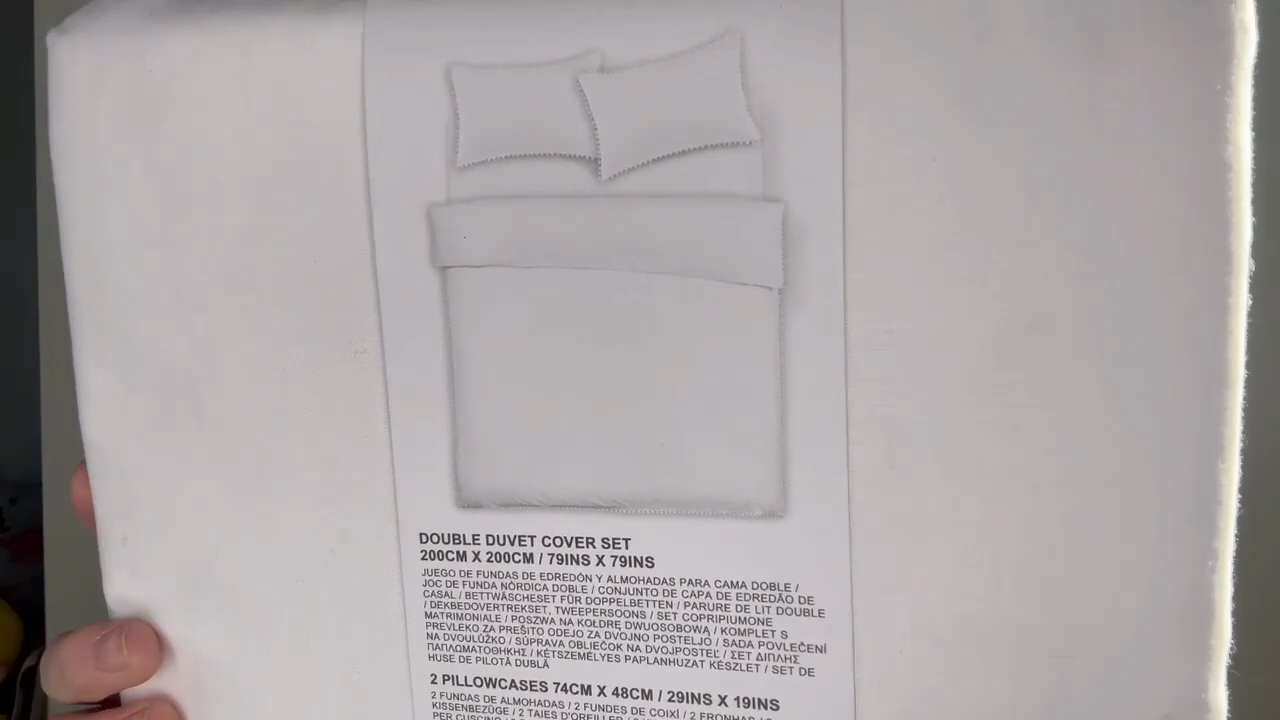 DOUBLE DUVET COVER SET
200CM X 200CM / 79INS X 79INS
JUEGO DE FUNDAS DE EDREDÓN Y ALMOHADAS PARA CAMA DOBLE /
JOC DE FUNDA NÒRDICA DOBLE / CONJUNTO DE CAPA DE EDREDÃO DE
CASAL / BETTWÄSCHESET FÜR DOPPELBETTEN / PARURE DE LIT DOUBLE
/ DEKBEDOVERTREKSET, TWEEPERSOONS / SET COPRIPIUMONE
MATRIMONIALE / POSZWA NA KOŁDRĘ DWUOSOBOWĄ / KOMPLET S
PREVLEKO ZA PREŠITO ODEJO ZA DVOJNO POSTELJO / SADA POVLEČENÍ
NA DVOULŮŽKO / SÚPRAVA OBLIEČOK NA DVOJPOSTEĽ / ΣΕΤ ΔΙΠΛΗΣ
ΠΑΠΛΩΜΑΤΟΘΗΚΗΣ / KÉTSZEMÉLYES PAPLANHUZAT KÉSZLET / SET DE
HUSE DE PILOTĂ DUBLĂ
2 PILLOWCASES 74CM X 48CM / 29INS X 19INS
2 FUNDAS DE ALMOHADAS / 2 FUNDES DE COIXÍ / 2 FRONHAS /
KISSENBEZÜGE / 2 TAIES D'OREILLER /
PER CUSCINO /